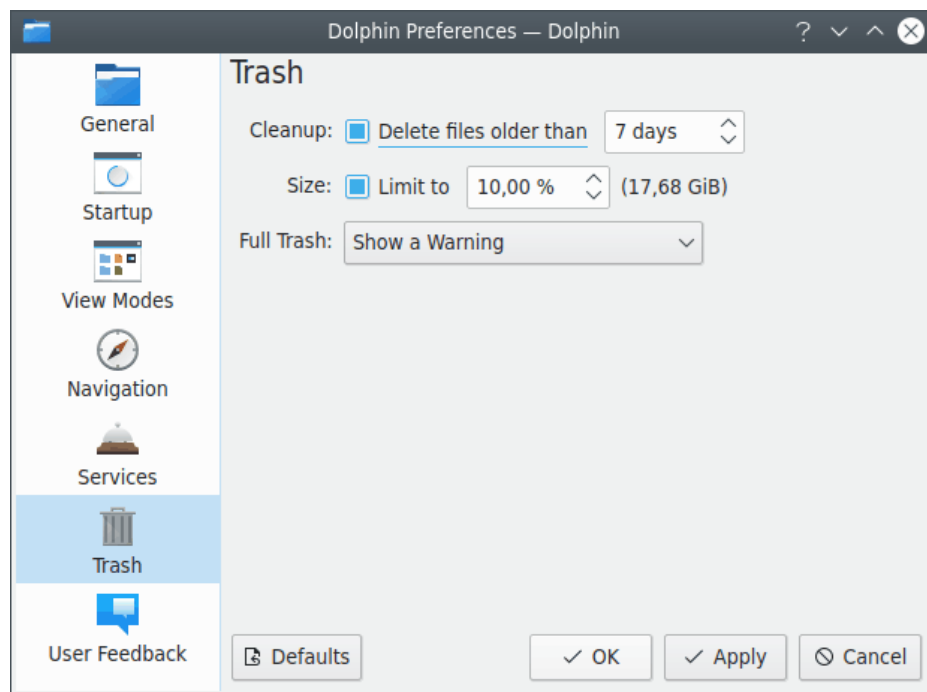 Dolphin Preferences — Dolphin
General
Startup
View Modes
Navigation
Services
Trash
User Feedback
Trash
Cleanup: Delete files older than 7 days
Size: Limit to 10,00 % (17,68 GiB)
Full Trash: Show a Warning
Defaults OK Apply Cancel